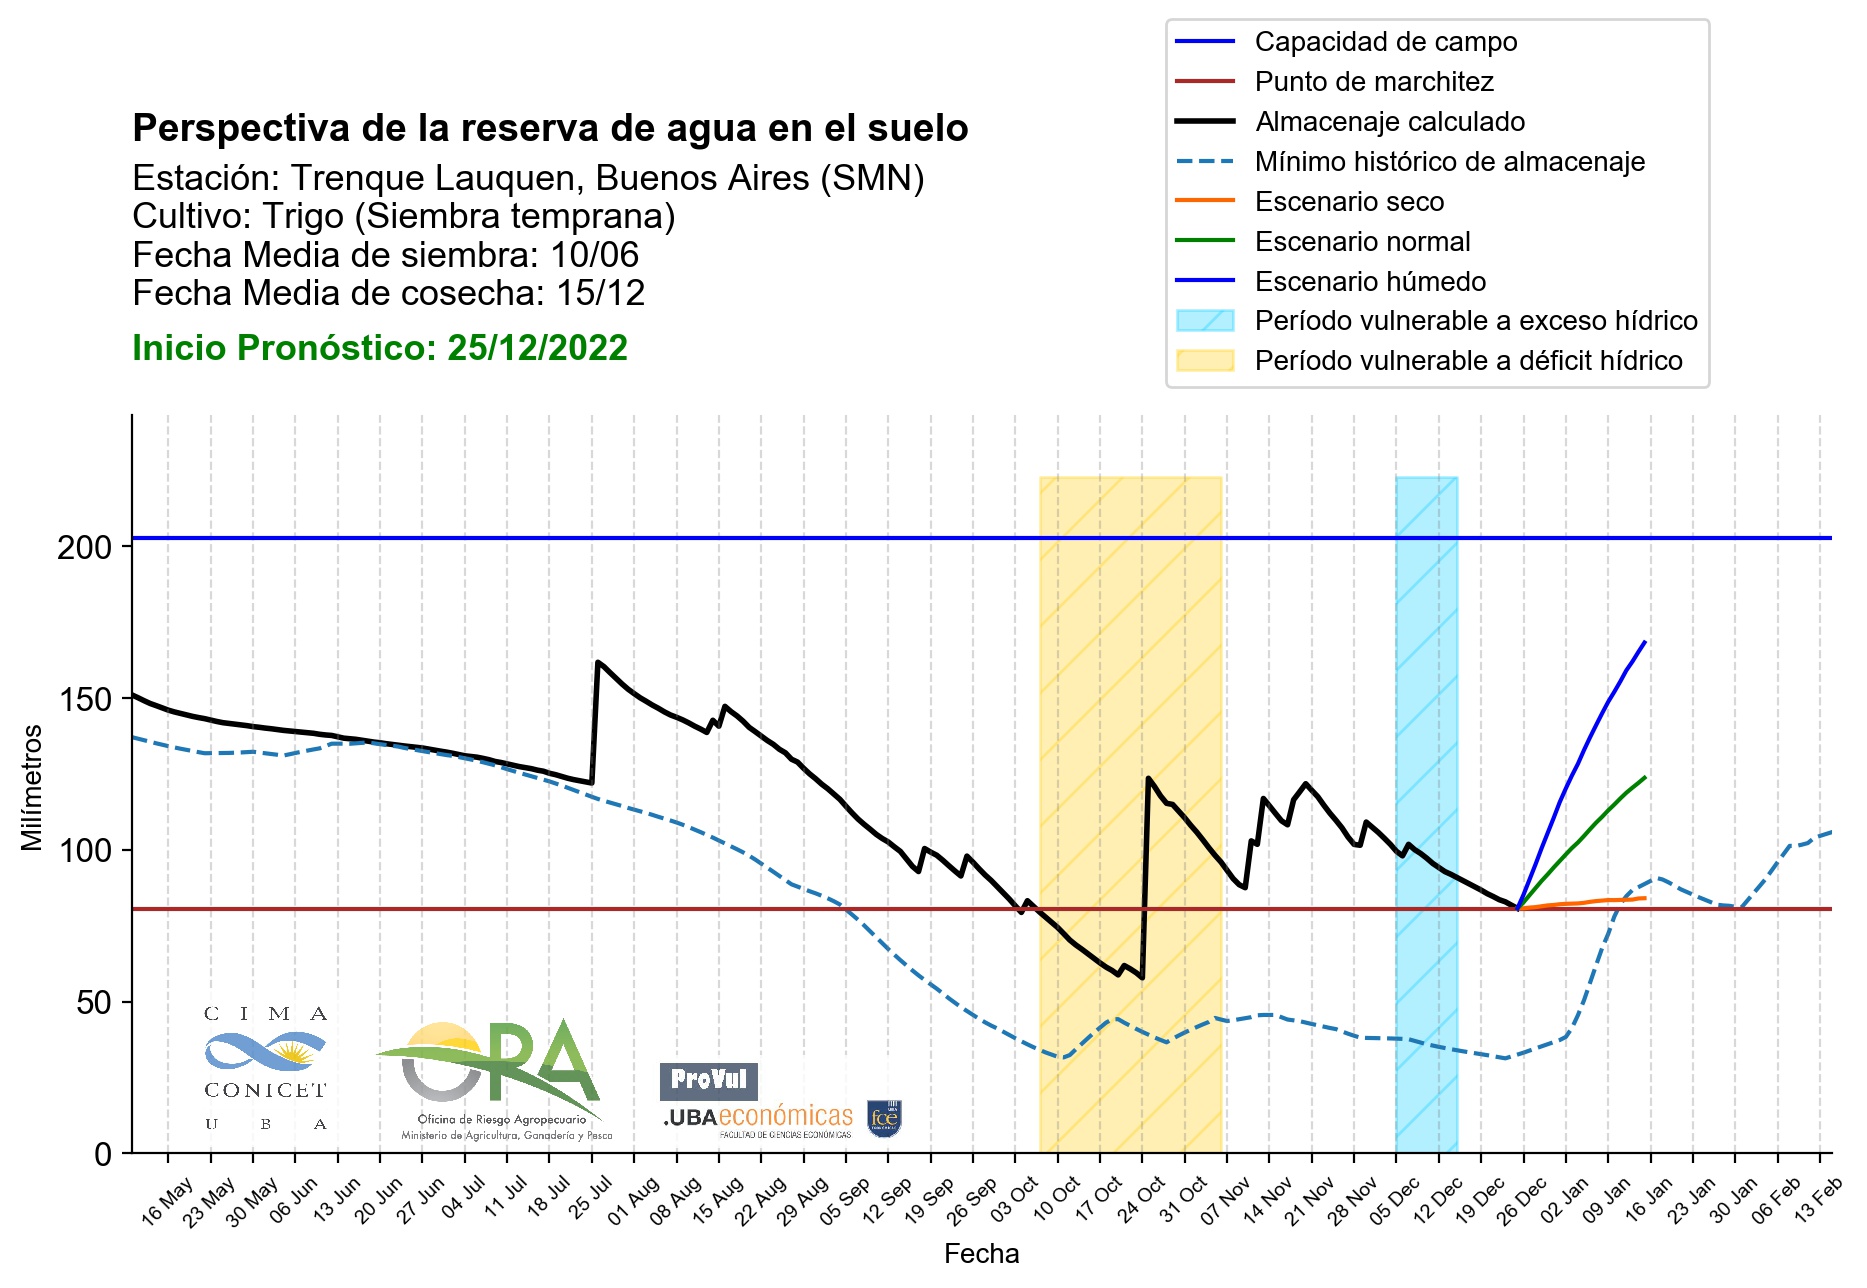 Capacidad de campo
Punto de marchitez
Almacenaje calculado
Mínimo histórico de almacenaje
Escenario seco
Escenario normal
Escenario húmedo
Período vulnerable a exceso hídrico
Período vulnerable a déficit hídrico
Perspectiva de la reserva de agua en el suelo
Estación: Trenque Lauquen, Buenos Aires (SMN)
Cultivo: Trigo (Siembra temprana)
Fecha Media de siembra: 10/06
Fecha Media de cosecha: 15/12
Inicio Pronóstico: 25/12/2022
Milímetros
200
150
100
50
0
C I M A
CONICET
U B A
ORA
Oficina de Riesgo Agropecuario
Ministerio de Agricultura, Ganadería y Pesca
ProVul
.UBAeconómicas
FACULTAD DE CIENCIAS ECONÓMICAS
UBA
fce
ECONÓMICAS
16 May
23 May
30 May
06 Jun
13 Jun
20 Jun
27 Jun
04 Jul
11 Jul
18 Jul
25 Jul
01 Aug
08 Aug
15 Aug
22 Aug
29 Aug
05 Sep
12 Sep
19 Sep
26 Sep
03 Oct
10 Oct
17 Oct
24 Oct
31 Oct
07 Nov
14 Nov
21 Nov
28 Nov
05 Dec
12 Dec
19 Dec
26 Dec
02 Jan
09 Jan
16 Jan
23 Jan
30 Jan
06 Feb
13 Feb
Fecha